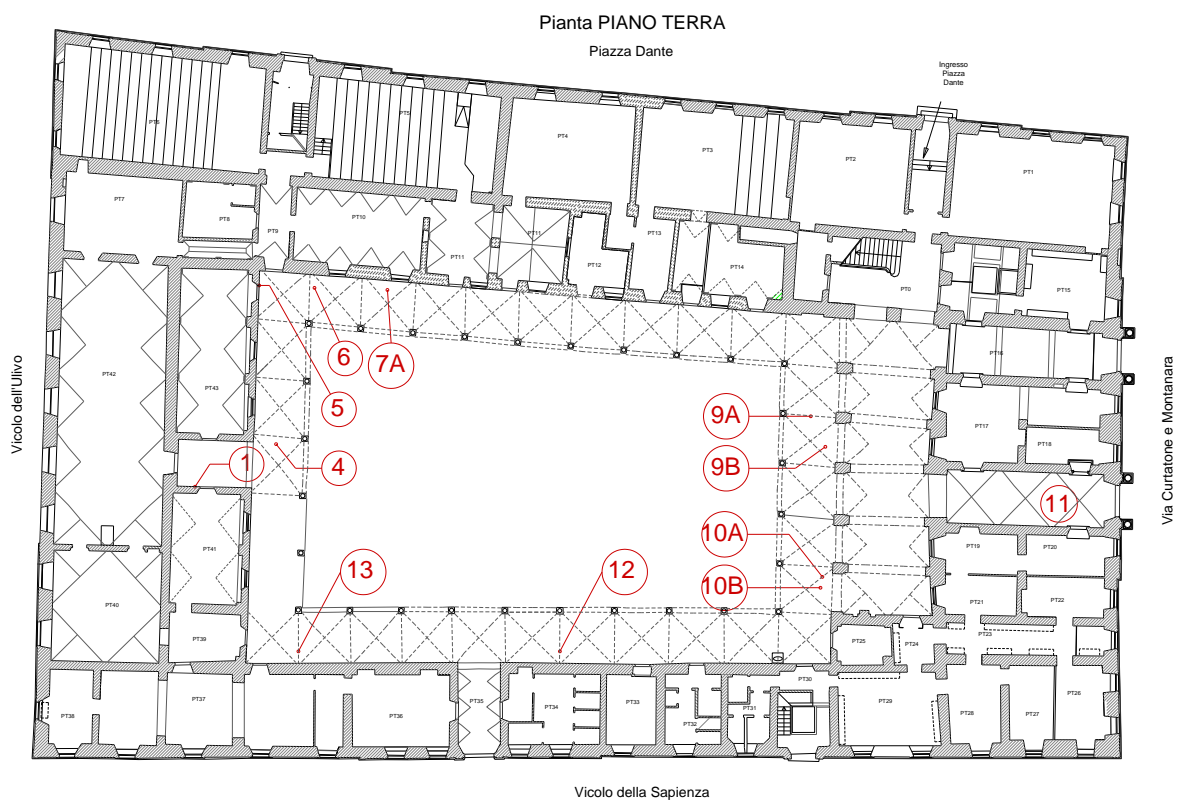 Pianta PIANO TERRA
Piazza Dante
Ingresso
Piazza
Dante
PT6
PT5
PT4
PT3
PT2
PT1
PT7
PT8
PT9
PT10
PT11
PT11
PT12
PT13
PT14
PT0
PT15
PT16
PT42
PT43
6
7A
5
4
1
9A
9B
PT17
PT18
11
Vicolo dell'Ulivo
Via Curtatone e Montanara
PT41
PT40
PT39
13
12
10A
10B
PT19
PT20
PT21
PT22
PT23
PT24
PT25
PT38
PT37
PT36
PT35
PT34
PT33
PT32
PT31
PT30
PT29
PT28
PT27
PT26
Vicolo della Sapienza